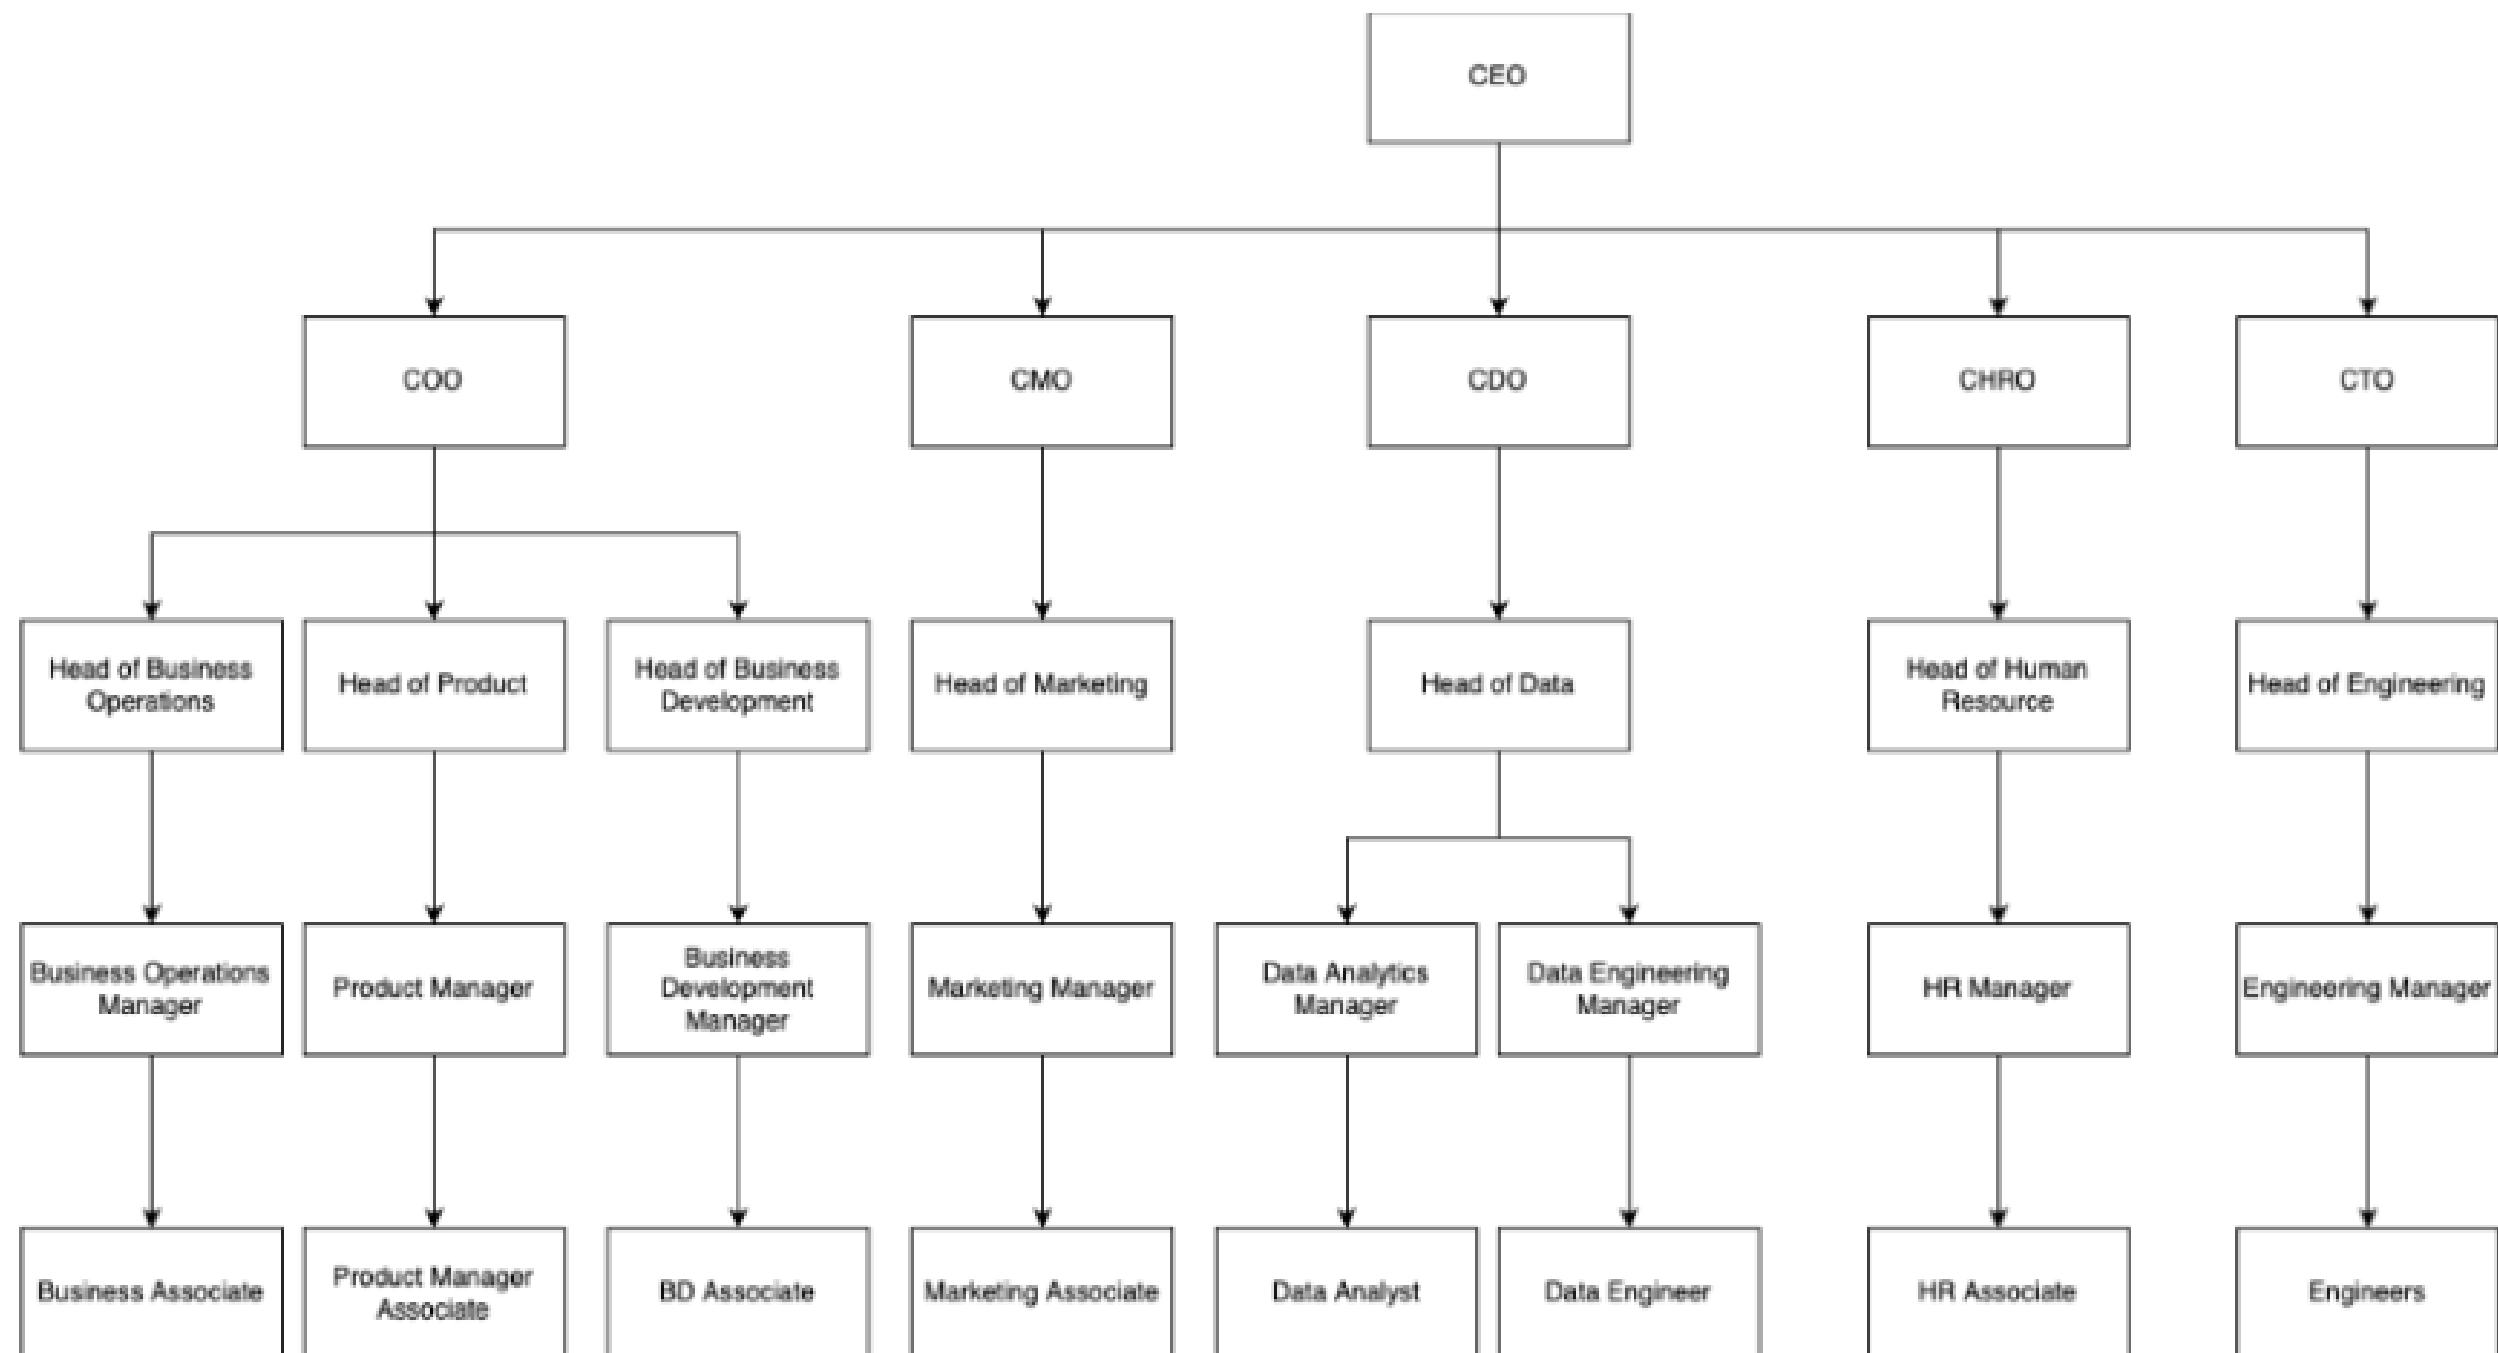 CEO
COO
CMO
CDO
CHRO
CTO
Head of Business
Operations
Head of Product
Head of Business
Development
Head of Marketing
Head of Data
Head of Human
Resource
Head of Engineering
Business Operations
Manager
Product Manager
Business
Development
Manager
Marketing Manager
Data Analytics
Manager
Data Engineering
Manager
HR Manager
Engineering Manager
Business Associate
Product Manager
Associate
BD Associate
Marketing Associate
Data Analyst
Data Engineer
HR Associate
Engineers